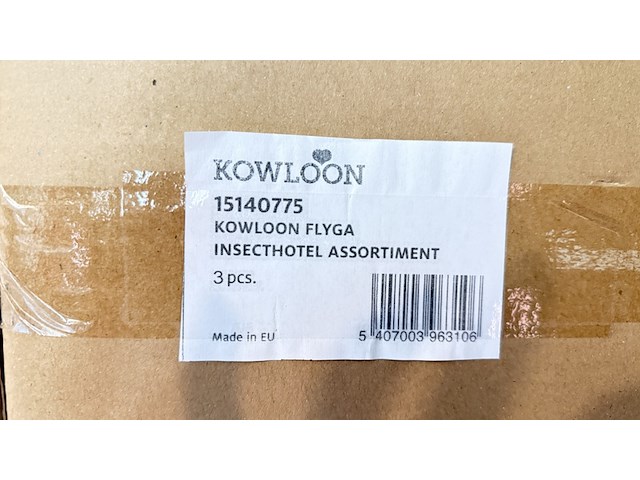 KOWLOON
15140775
KOWLOON FLYGA
INSECTHOTEL ASSORTIMENT
3 pcs.
Made in EU
5 407003 963106